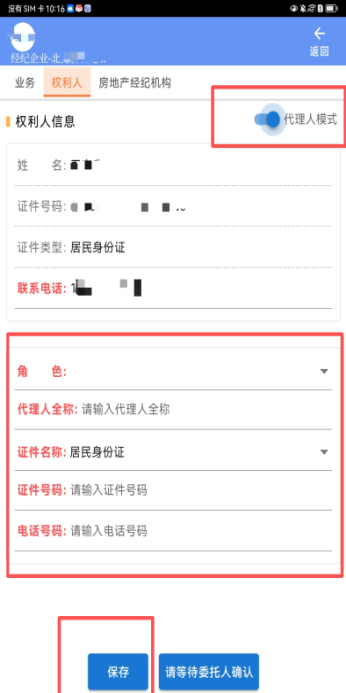 没有 SIM 卡 10:16
经纪企业-北
返回
业务 权利人 房地产经纪机构
权利人信息
代理人模式
姓 名:
证件号码:
证件类型: 居民身份证
联系电话: 1
角 色:
代理人全称: 请输入代理人全称
证件名称: 居民身份证
证件号码: 请输入证件号码
电话号码: 请输入电话号码
保存 请等待委托人确认